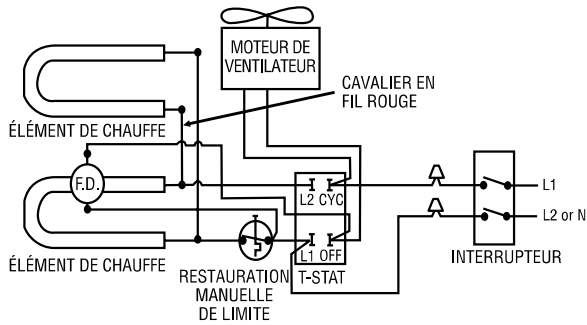 MOTEUR DE
VENTILATEUR
CAVALIER EN
FIL ROUGE
ÉLÉMENT DE CHAUFFE
F.D.
L2 CYC
L1
L2 or N
L1 OFF
INTERRUPTEUR
ÉLÉMENT DE CHAUFFE
RESTAURATION
MANUELLE
DE LIMITE
T-STAT